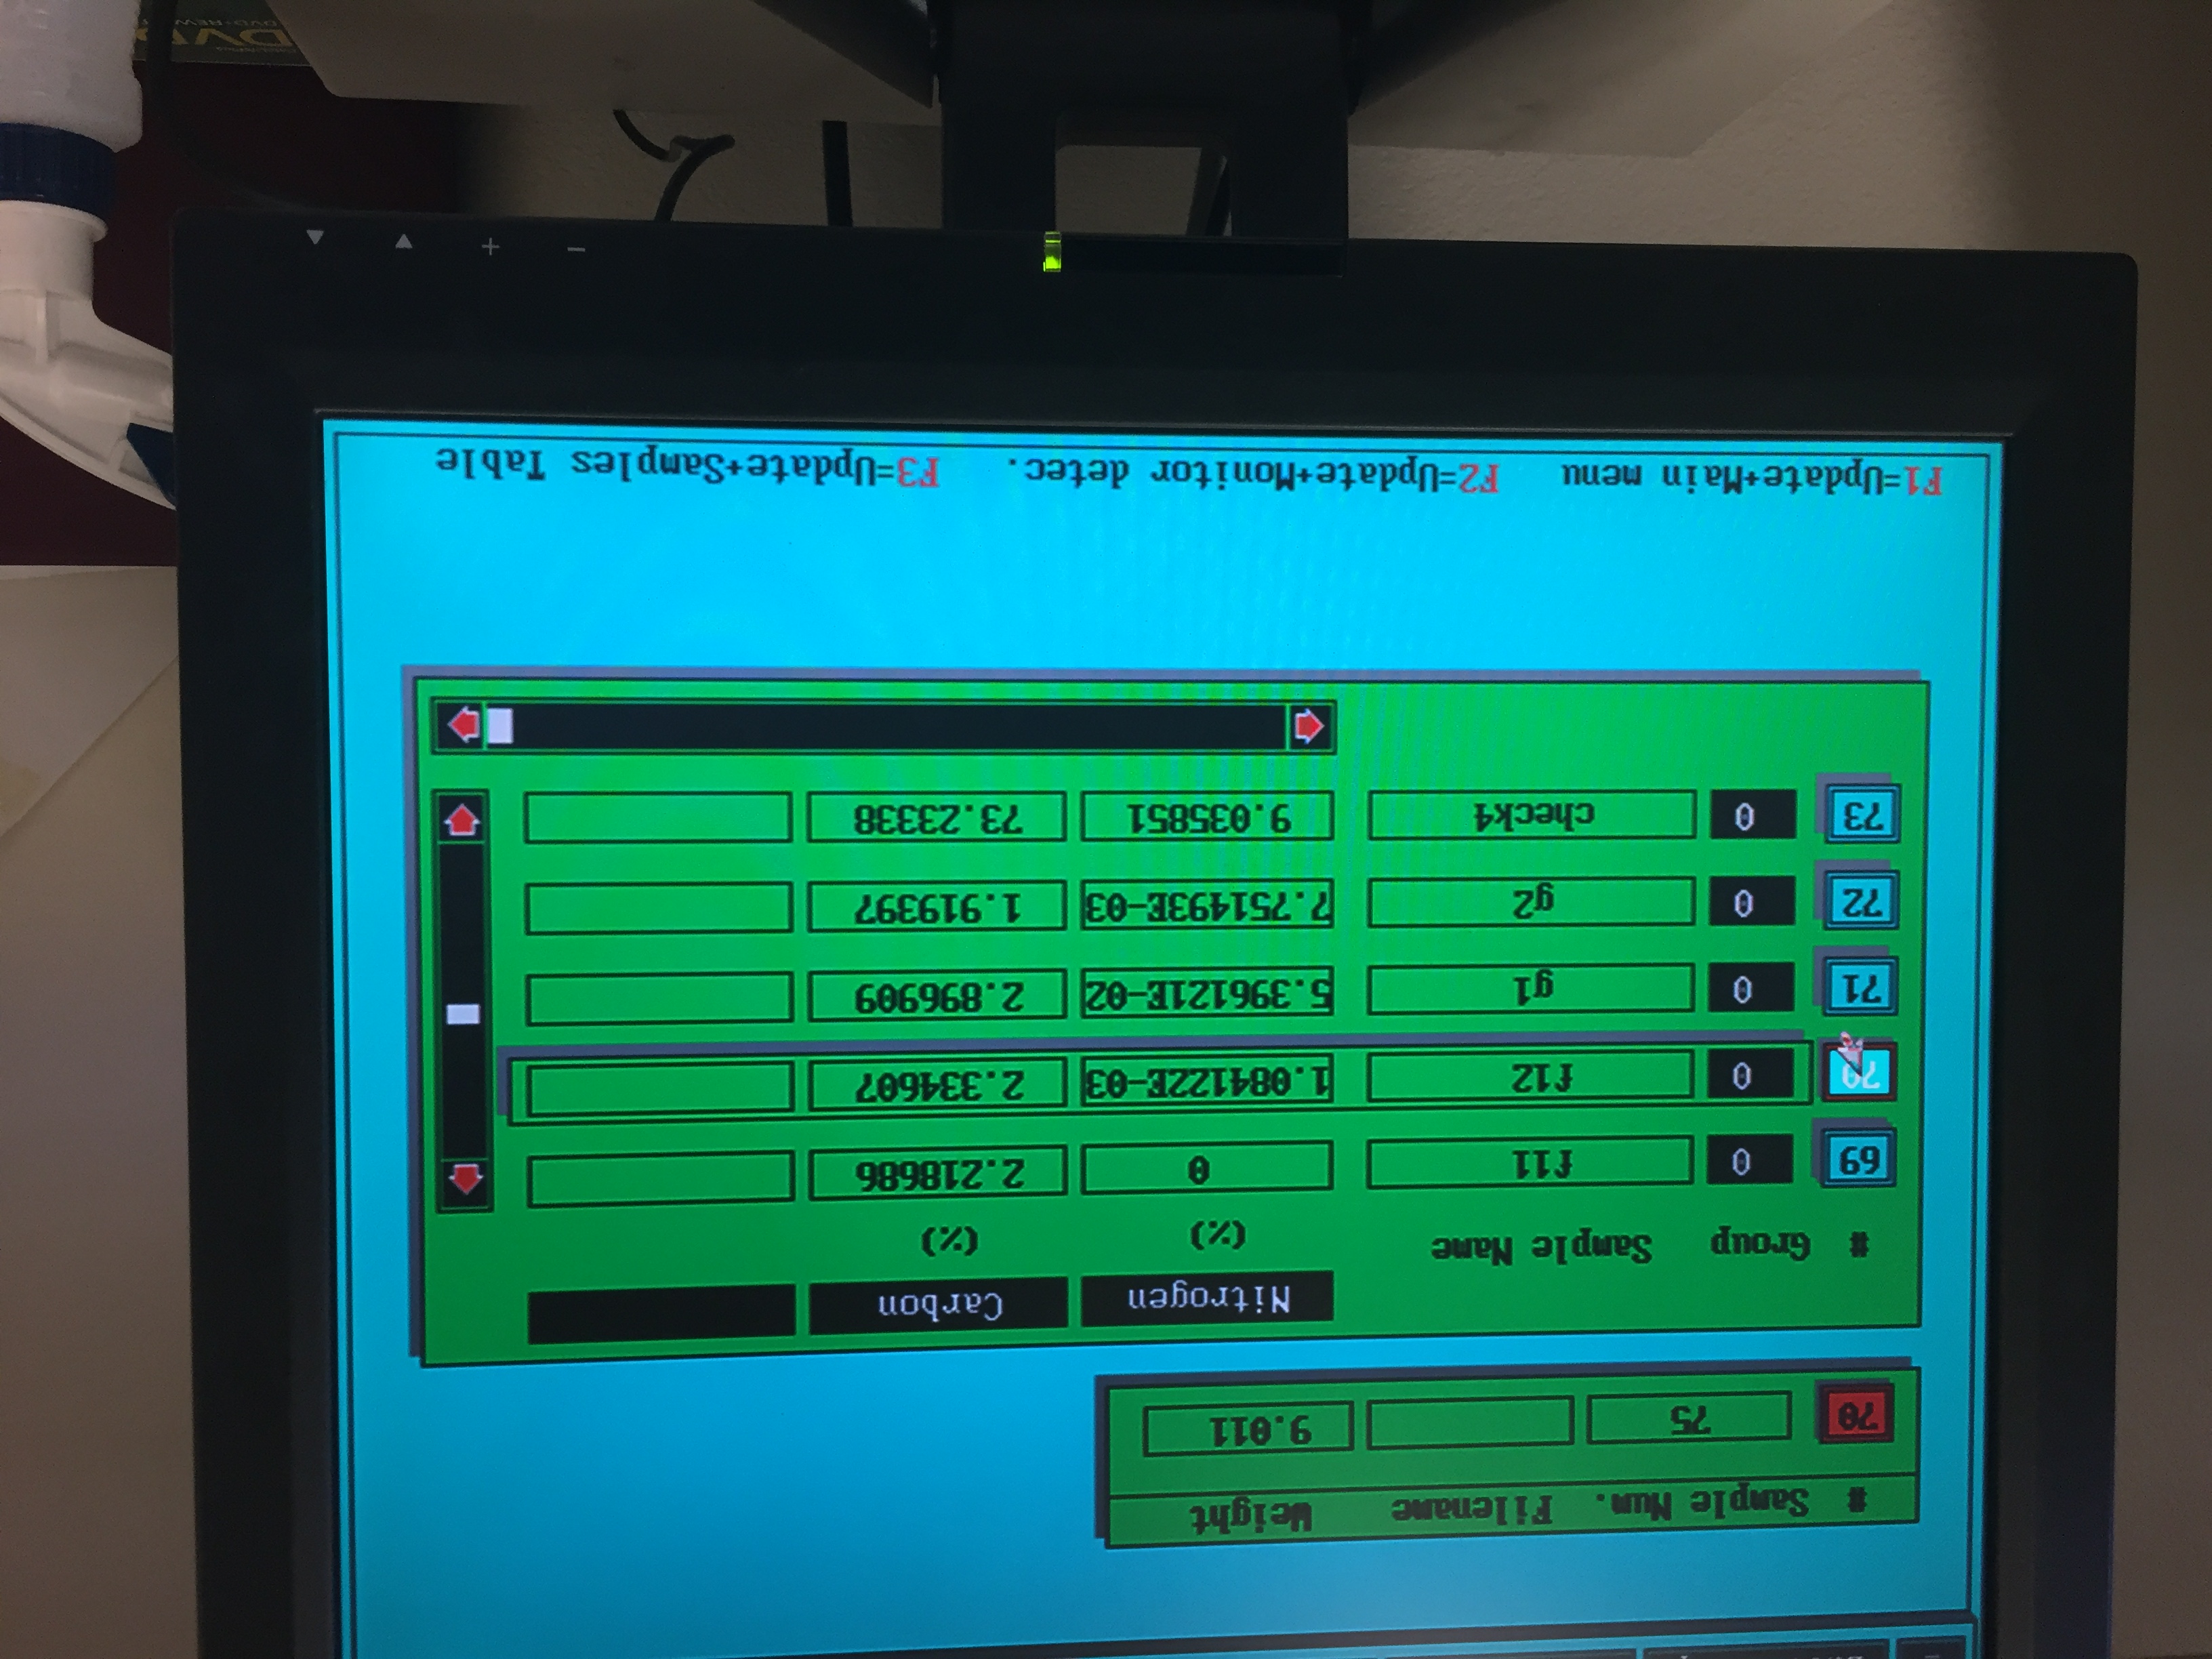 # Sample Num. Filename Weight
70 75 9.011
Nitrogen Carbon
# Group Sample Name (%) (%)
69 0 f11 0 2.218686
70 0 f12 1.084122E-03 2.334607
71 0 g1 5.396121E-02 2.896909
72 0 g2 7.751493E-03 1.919397
73 0 check4 9.035851 73.23338
F1=Update+Main menu F2=Update+Monitor detec. F3=Update+Samples Table
− + ▼ ▲